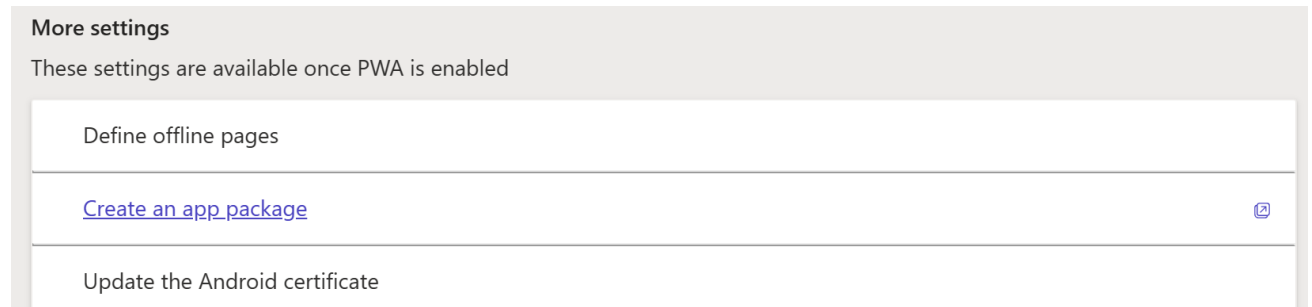 More settings
These settings are available once PWA is enabled
Define offline pages
Create an app package
Update the Android certificate